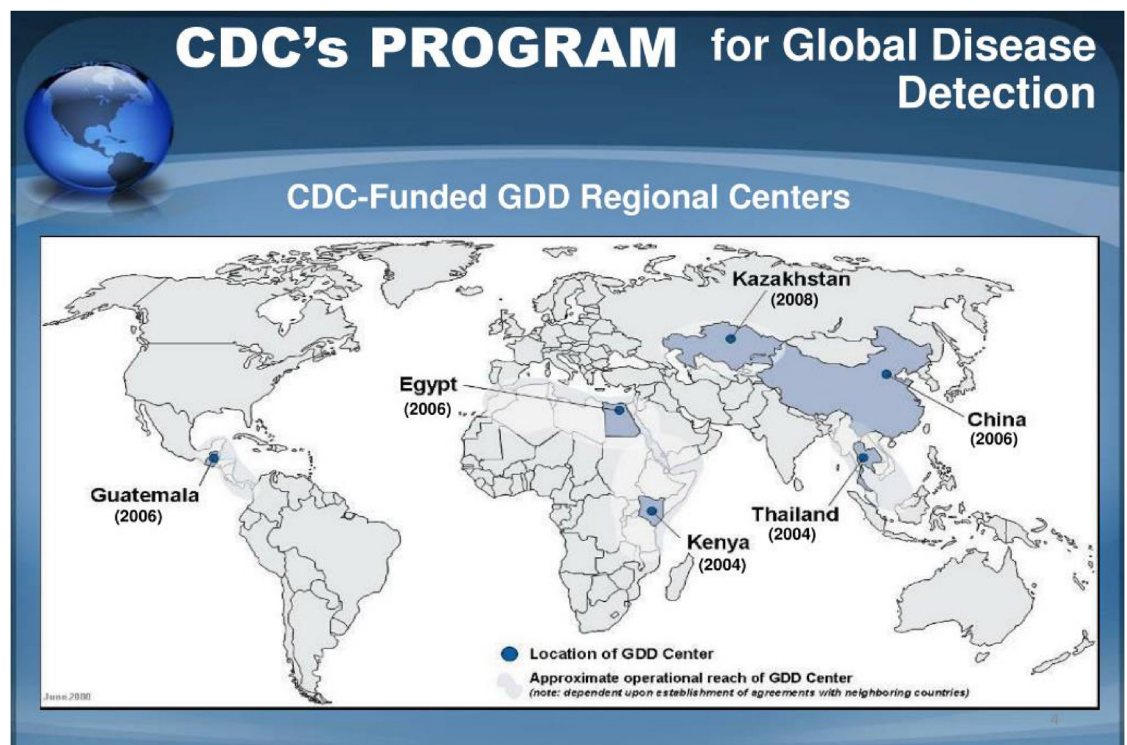 CDC's PROGRAM for Global Disease
Detection
CDC-Funded GDD Regional Centers
Kazakhstan
(2008)
Egypt
(2006)
China
(2006)
Guatemala
(2006)
Thailand
(2004)
Kenya
(2004)
Location of GDD Center
Approximate operational reach of GDD Center
(note: dependent upon establishment of agreements with neighboring countries)
4